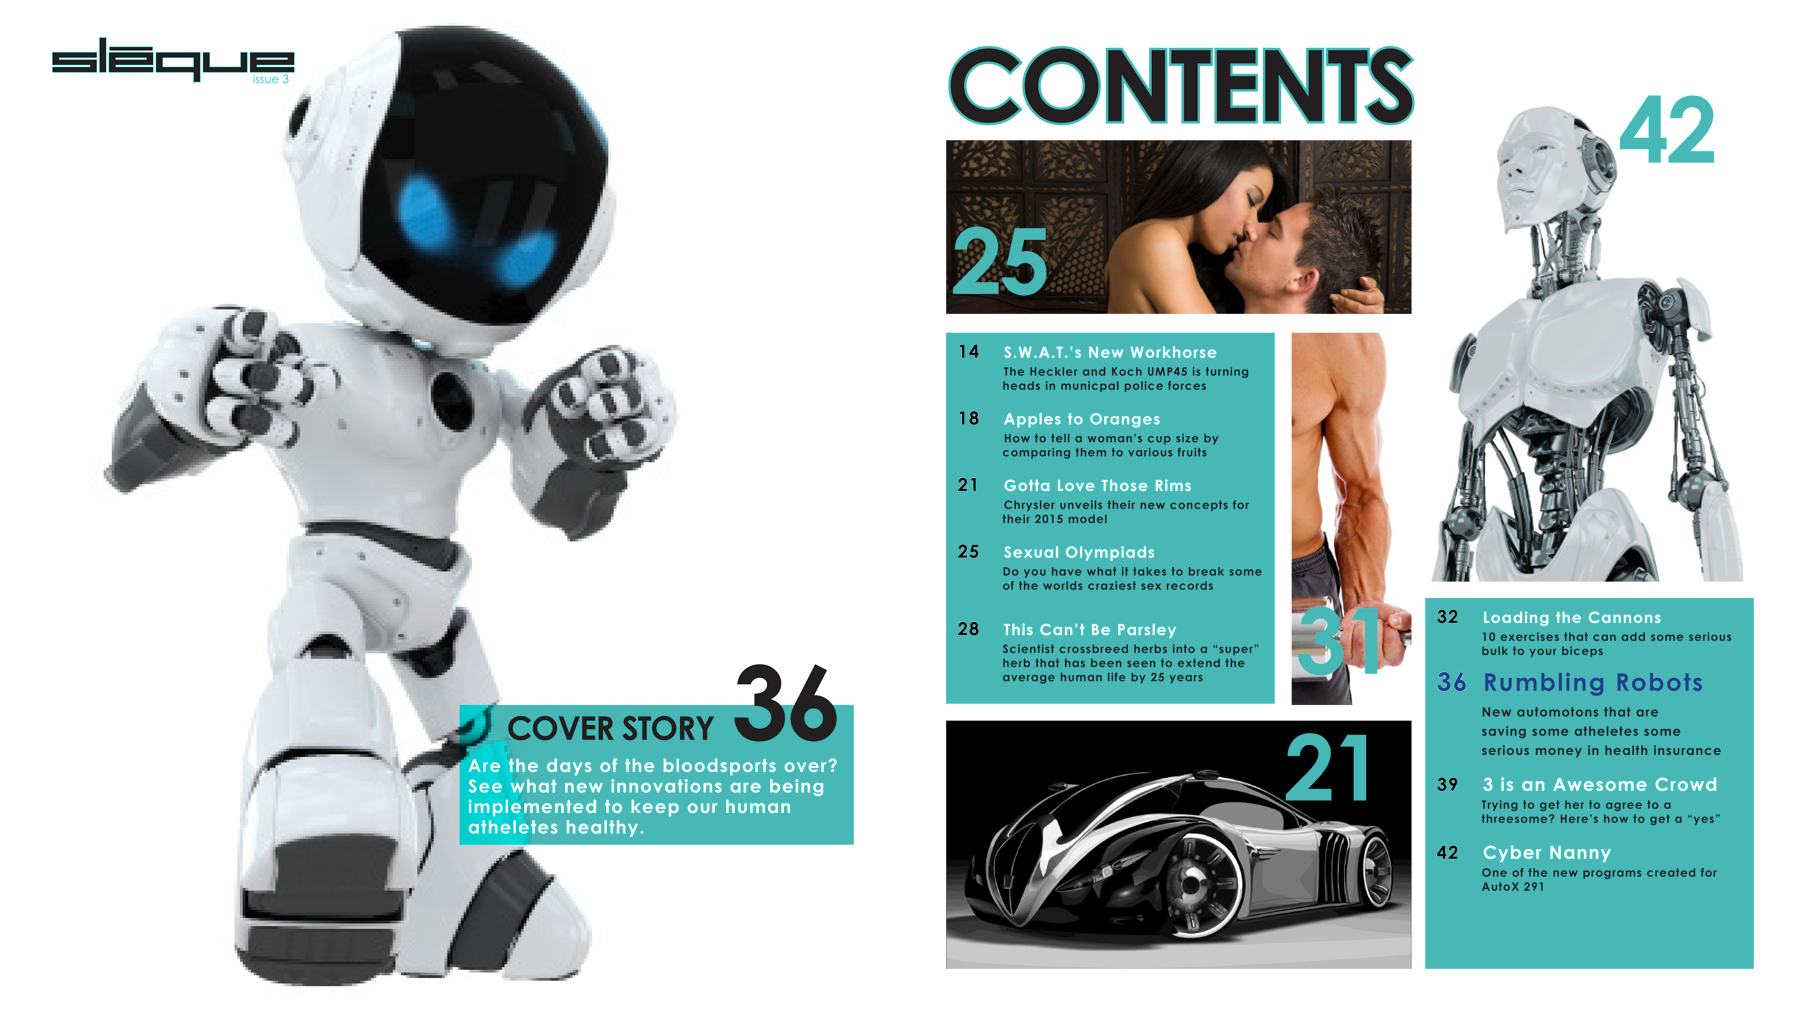 slēque
issue 3
COVER STORY 36
Are the days of the bloodsports over?
See what new innovations are being
implemented to keep our human
atheletes healthy.
CONTENTS
25
42
14 S.W.A.T.'s New Workhorse
The Heckler and Koch UMP45 is turning
heads in municpal police forces
18 Apples to Oranges
How to tell a woman's cup size by
comparing them to various fruits
21 Gotta Love Those Rims
Chrysler unveils their new concepts for
their 2015 model
25 Sexual Olympiads
Do you have what it takes to break some
of the worlds craziest sex records
28 This Can't Be Parsley
Scientist crossbreed herbs into a “super”
herb that has been seen to extend the
average human life by 25 years
31
21
32 Loading the Cannons
10 exercises that can add some serious
bulk to your biceps
36 Rumbling Robots
New automotons that are
saving some atheletes some
serious money in health insurance
39 3 is an Awesome Crowd
Trying to get her to agree to a
threesome? Here's how to get a “yes”
42 Cyber Nanny
One of the new programs created for
AutoX 291